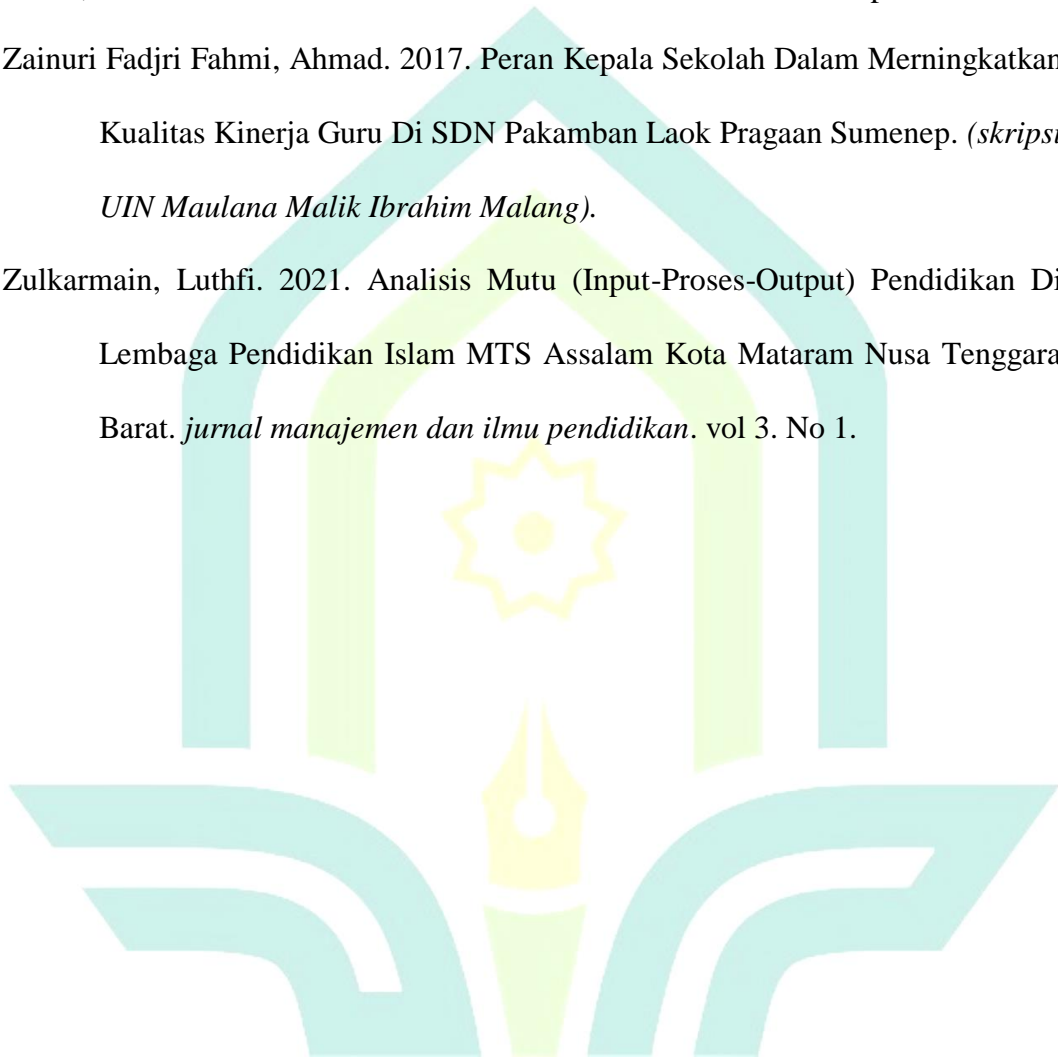 Zainuri Fadjri Fahmi, Ahmad. 2017. Peran Kepala Sekolah Dalam Merningkatkan
Kualitas Kinerja Guru Di SDN Pakamban Laok Pragaan Sumenep. (skripsi
UIN Maulana Malik Ibrahim Malang).
Zulkarmain, Luthfi. 2021. Analisis Mutu (Input-Proses-Output) Pendidikan Di
Lembaga Pendidikan Islam MTS Assalam Kota Mataram Nusa Tenggara
Barat. jurnal manajemen dan ilmu pendidikan. vol 3. No 1.